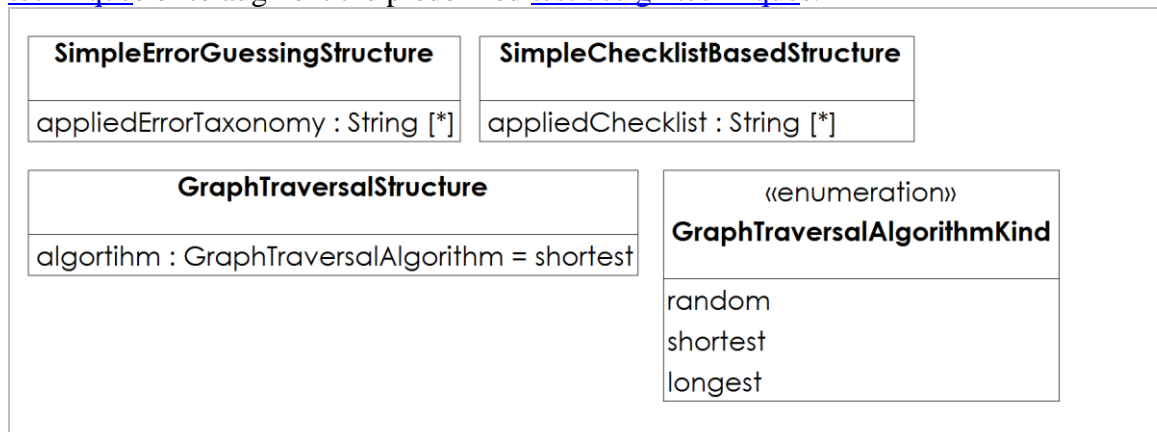 SimpleErrorGuessingStructure
appliedErrorTaxonomy : String [*]
SimpleChecklistBasedStructure
appliedChecklist : String [*]
GraphTraversalStructure
algortihm : GraphTraversalAlgorithm = shortest
«enumeration»
GraphTraversalAlgorithmKind
random
shortest
longest